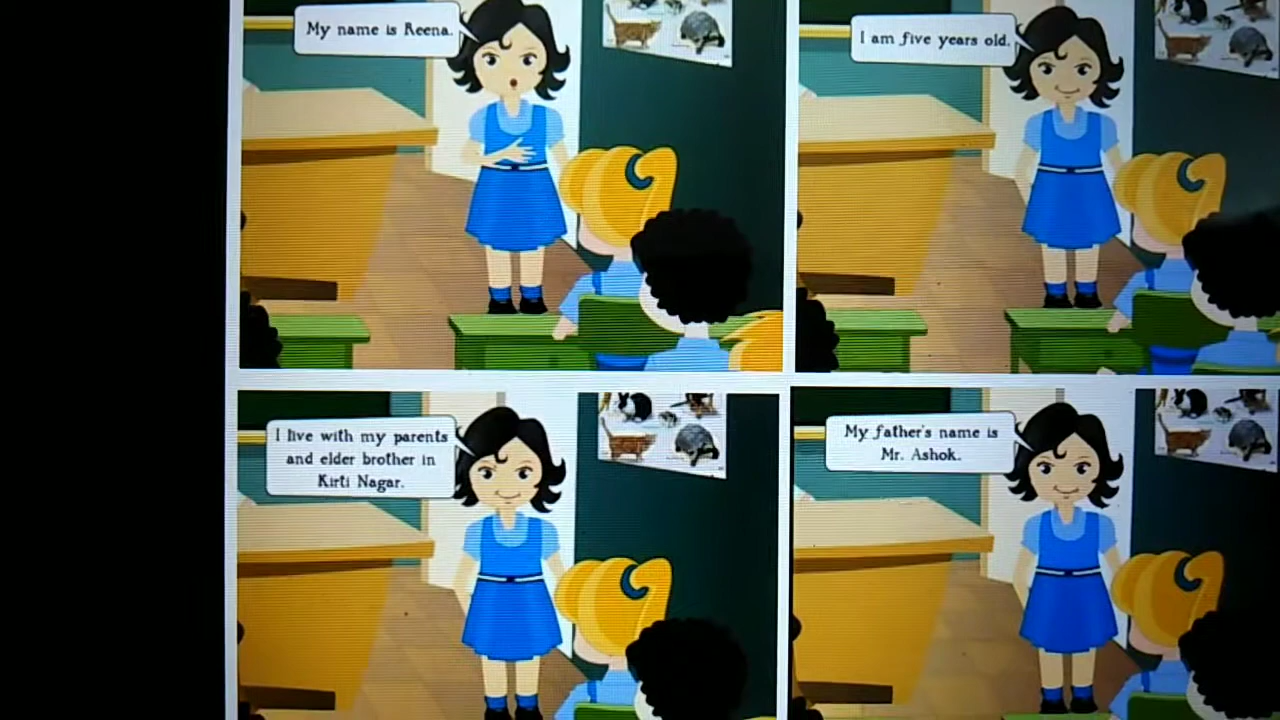 My name is Reena.
I am five years old.
I live with my parents
and elder brother in
Kirti Nagar.
My father's name is
Mr. Ashok.